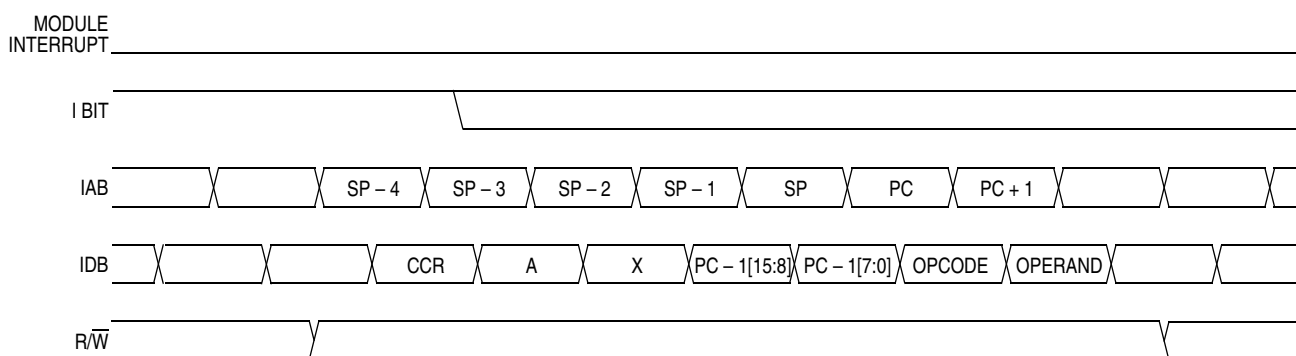 MODULE
INTERRUPT
I BIT
IAB SP – 4 SP – 3 SP – 2 SP – 1 SP PC PC + 1
IDB CCR A X PC – 1[15:8] PC – 1[7:0] OPCODE OPERAND
R/W̅